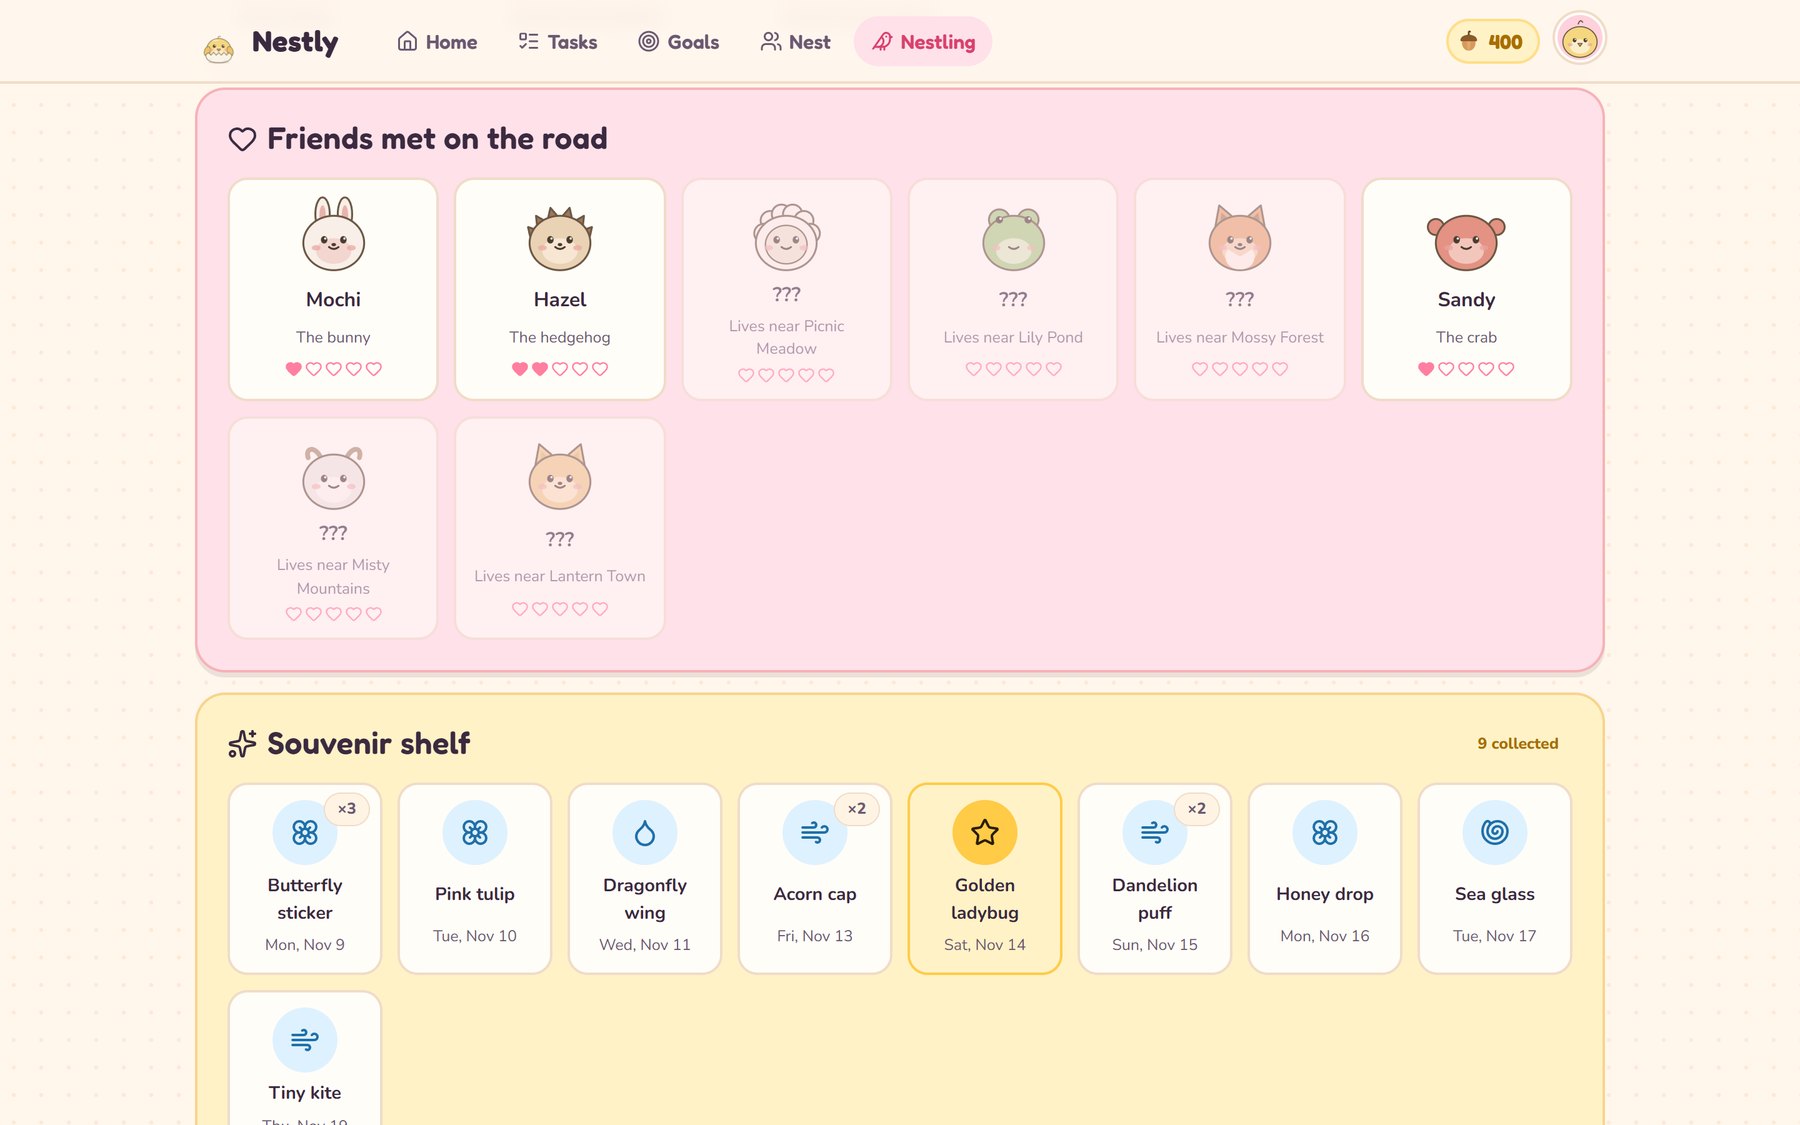 Nestly
Home
Tasks
Goals
Nest
Nestling
400
Friends met on the road
Mochi
The bunny
Hazel
The hedgehog
???
Lives near Picnic
Meadow
???
Lives near Lily Pond
???
Lives near Mossy Forest
Sandy
The crab
???
Lives near Misty
Mountains
???
Lives near Lantern Town
Souvenir shelf
9 collected
×3
Butterfly
sticker
Mon, Nov 9
Pink tulip
Tue, Nov 10
Dragonfly
wing
Wed, Nov 11
×2
Acorn cap
Fri, Nov 13
Golden
ladybug
Sat, Nov 14
×2
Dandelion
puff
Sun, Nov 15
Honey drop
Mon, Nov 16
Sea glass
Tue, Nov 17
Tiny kite
Thu, Nov 19